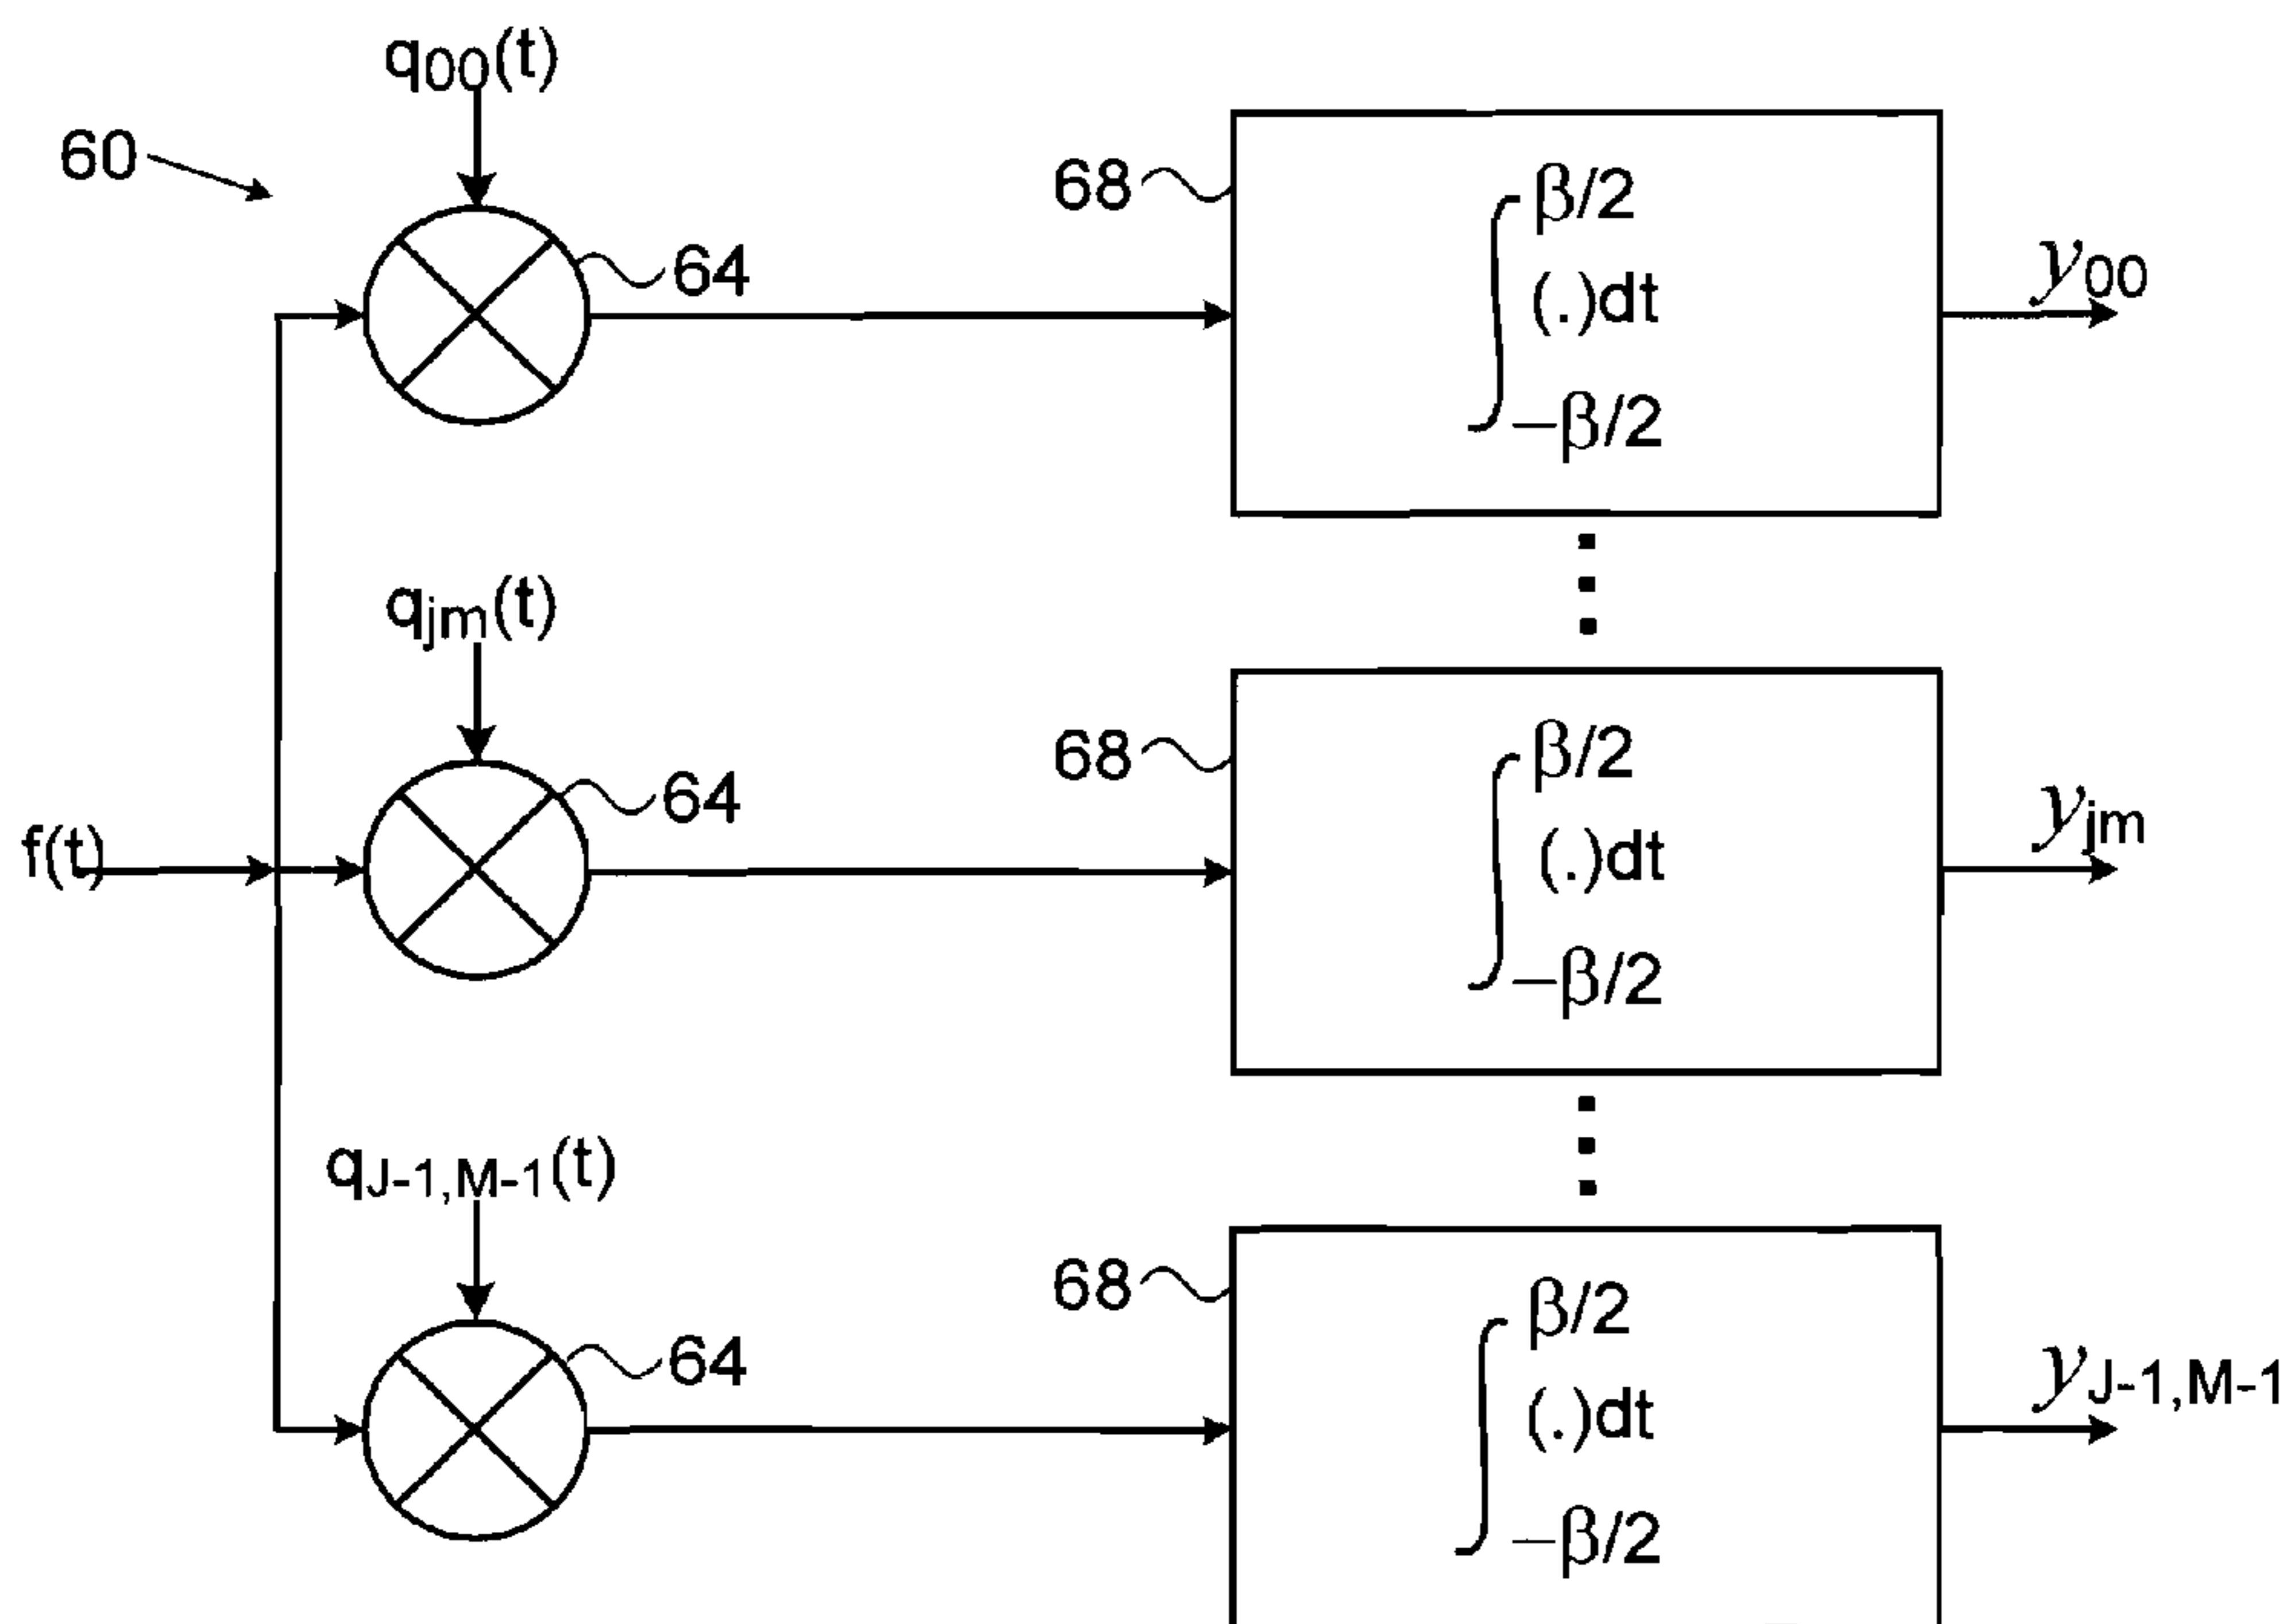 q00(t)
60
64
68
β/2
(.)dt
–β/2
y00
qjm(t)
64
68
β/2
(.)dt
–β/2
yjm
f(t)
qJ-1,M-1(t)
64
68
β/2
(.)dt
–β/2
yJ-1,M-1